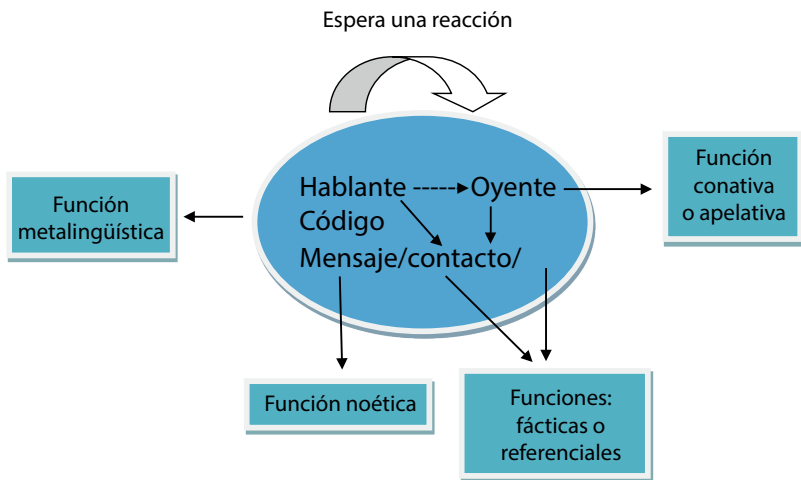 Espera una reacción
Función
conativa
o apelativa
Hablante Oyente
Función
metalingüística
Código
Mensaje/contacto/
Función noética
Funciones:
fácticas o
referenciales